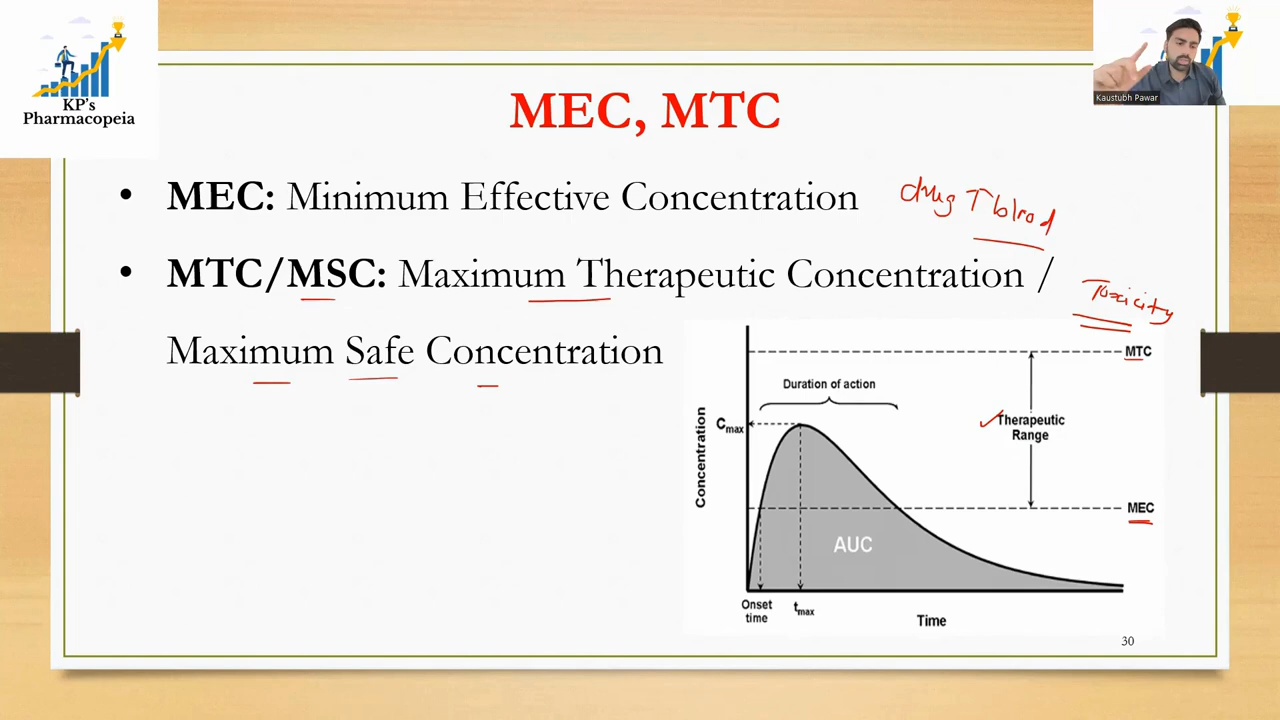 KP's
Pharmacopeia
Kaustubh Pawar
MEC, MTC
• MEC: Minimum Effective Concentration
drug ↑ blood
• MTC/MSC: Maximum Therapeutic Concentration /
Maximum Safe Concentration
Toxicity
MTC
Duration of action
Cmax
Therapeutic
Range
Concentration
MEC
AUC
Onset
time
tmax
Time
30